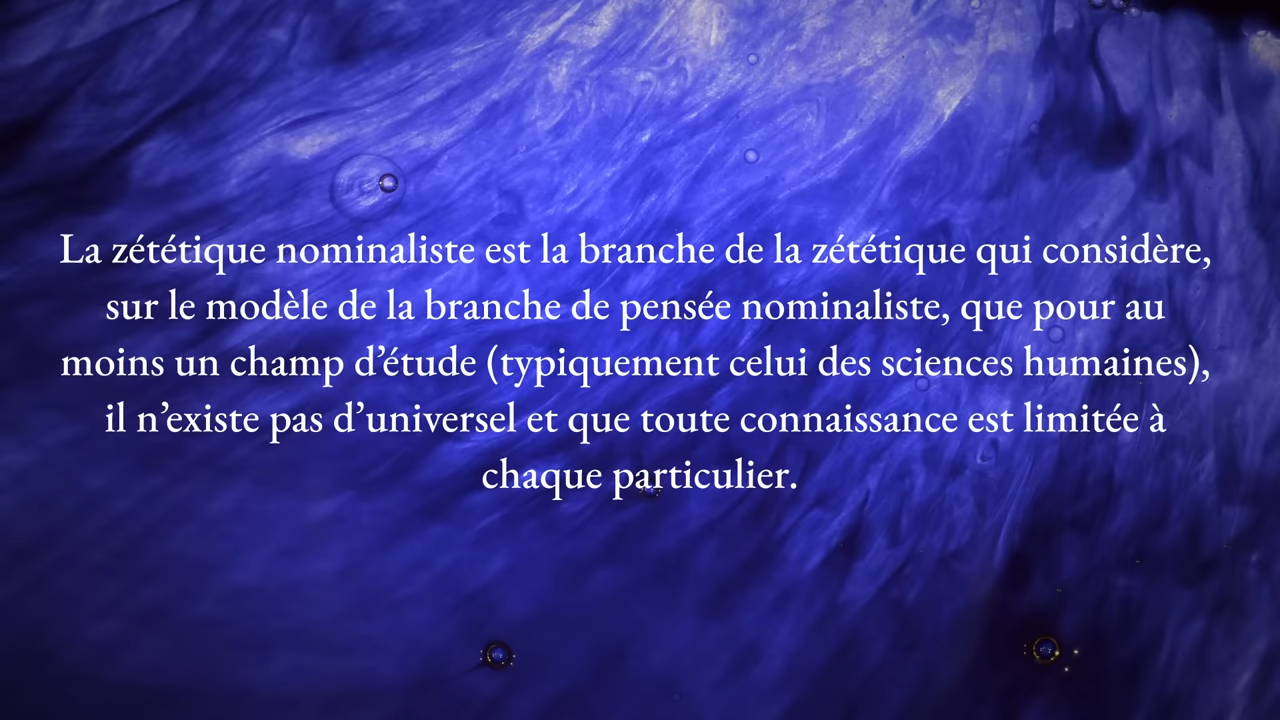 La zététique nominaliste est la branche de la zététique qui considère,
sur le modèle de la branche de pensée nominaliste, que pour au
moins un champ d’étude (typiquement celui des sciences humaines),
il n’existe pas d’universel et que toute connaissance est limitée à
chaque particulier.